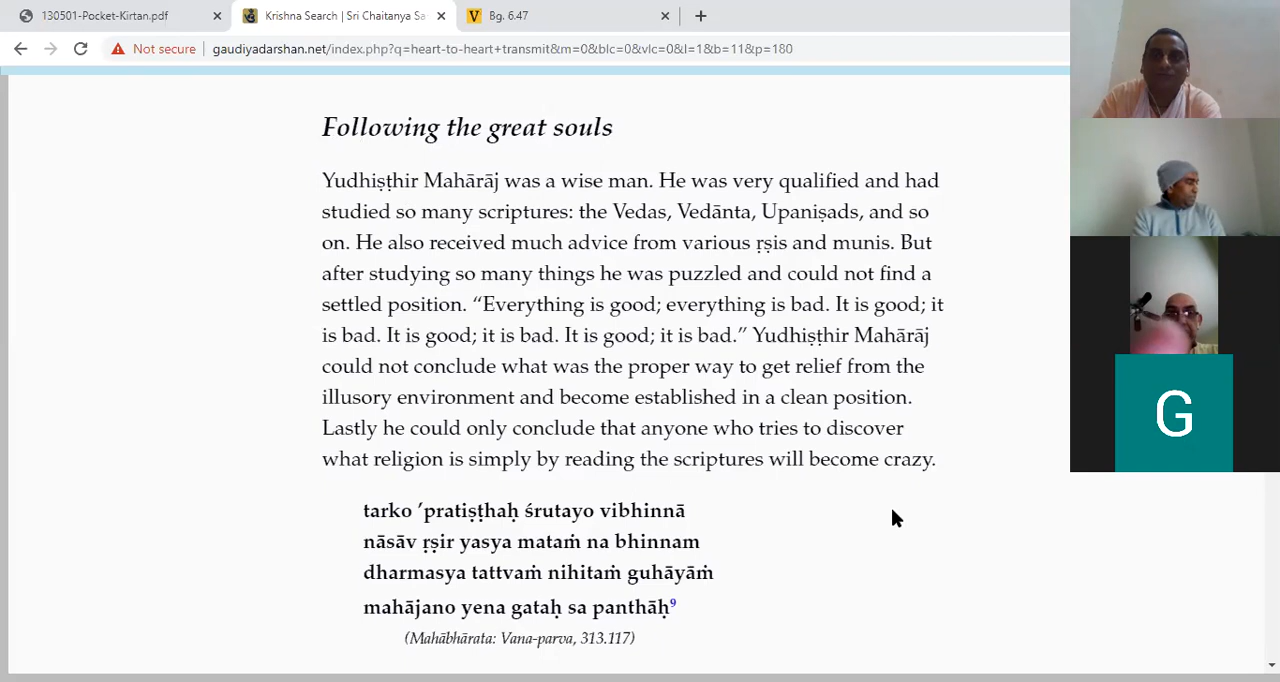 130501-Pocket-Kirtan.pdf
Krishna Search | Sri Chaitanya Sa
V
Bg. 6.47
Not secure
gaudiyadarshan.net/index.php?q=heart-to-heart+transmit&m=0&blc=0&vlc=0&l=1&b=11&p=180
Following the great souls
Yudhiṣṭhir Mahārāj was a wise man. He was very qualified and had
studied so many scriptures: the Vedas, Vedānta, Upaniṣads, and so
on. He also received much advice from various ṛṣis and munis. But
after studying so many things he was puzzled and could not find a
settled position. “Everything is good; everything is bad. It is good; it
is bad. It is good; it is bad. It is good; it is bad.” Yudhiṣṭhir Mahārāj
could not conclude what was the proper way to get relief from the
illusory environment and become established in a clean position.
Lastly he could only conclude that anyone who tries to discover
what religion is simply by reading the scriptures will become crazy.
tarko ’pratiṣṭhaḥ śrutayo vibhinnā
nāsāv ṛṣir yasya mataṁ na bhinnam
dharmasya tattvaṁ nihitaṁ guhāyāṁ
mahājano yena gataḥ sa panthāḥ9
(Mahābhārata: Vana-parva, 313.117)
G